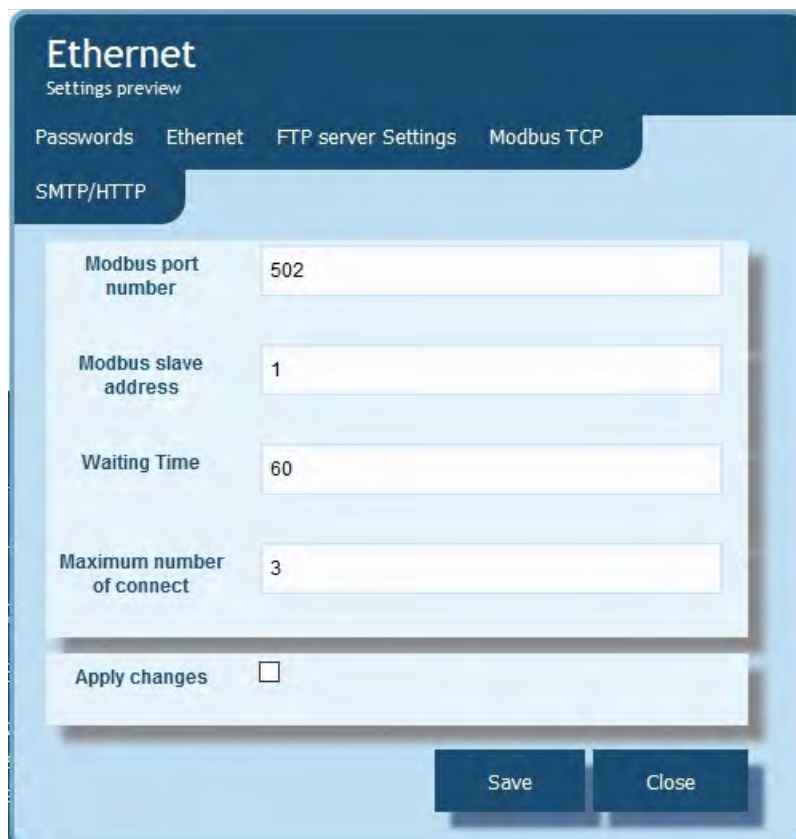 Ethernet
Settings preview
Passwords Ethernet FTP server Settings Modbus TCP
SMTP/HTTP
Modbus port
number
502
Modbus slave
address
1
Waiting Time
60
Maximum number
of connect
3
Apply changes
Save Close